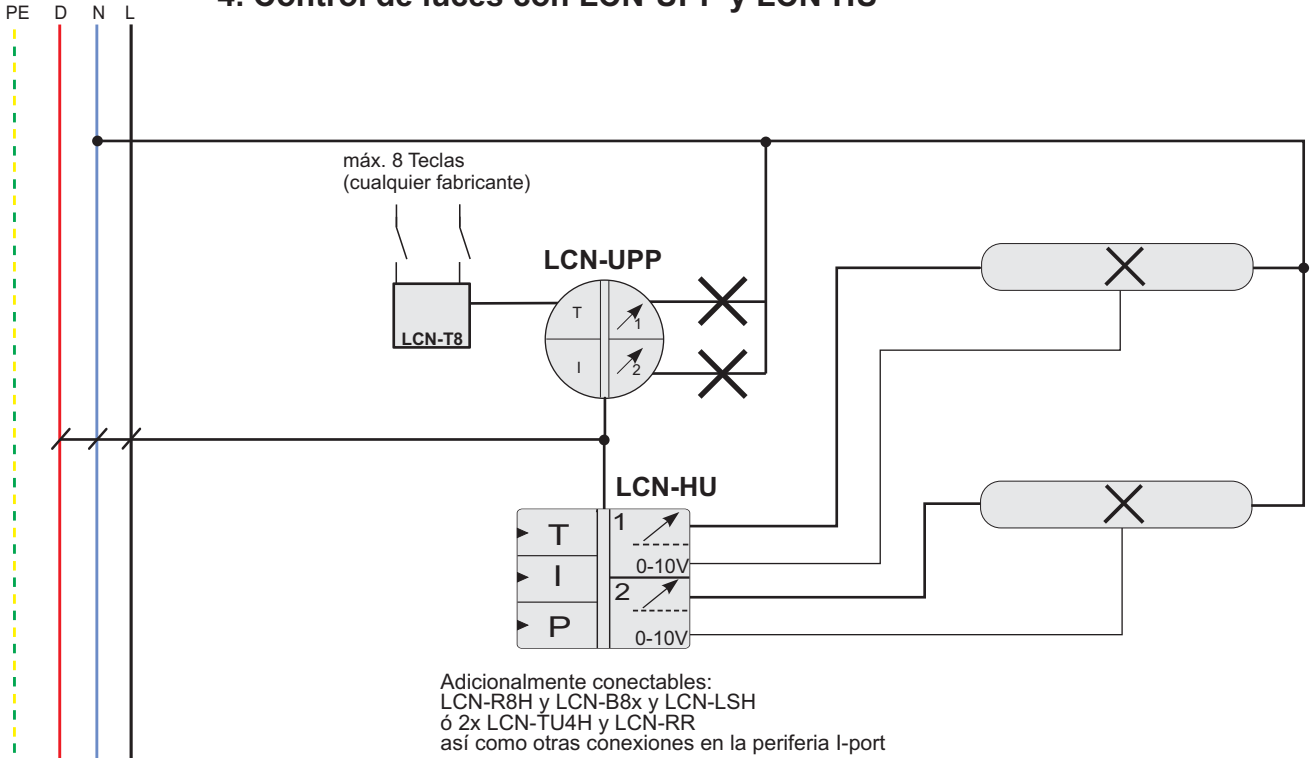 4. Control de luces con LCN-UPP y LCN-HU
PE D N L
máx. 8 Teclas
(cualquier fabricante)
LCN-UPP
LCN-T8
T
1
I
2
LCN-HU
T
1
0-10V
I
2
P
0-10V
Adicionalmente conectables:
LCN-R8H y LCN-B8x y LCN-LSH
ó 2x LCN-TU4H y LCN-RR
así como otras conexiones en la periferia I-port